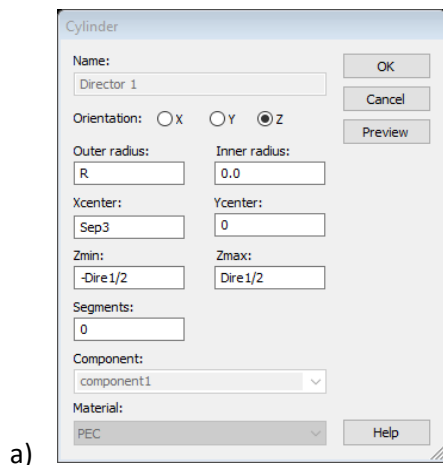 Cylinder
Name:
OK
Director 1
Cancel
Orientation: X Y Z
Preview
Outer radius: Inner radius:
R 0.0
Xcenter: Ycenter:
Sep3 0
Zmin: Zmax:
-Dire1/2 Dire1/2
Segments:
0
Component:
component1
Material:
PEC Help
a)